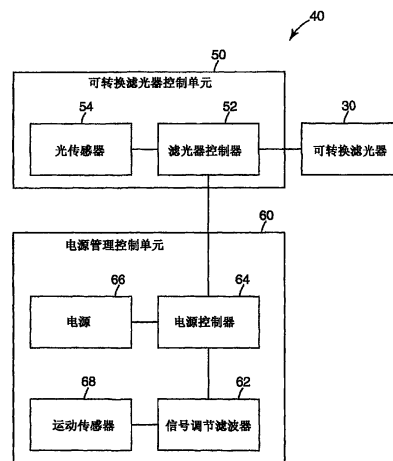 40
50
可转换滤光器控制单元
54
52
30
光传感器
滤光器控制器
可转换滤光器
60
电源管理控制单元
66
64
电源
电源控制器
68
62
运动传感器
信号调节滤波器